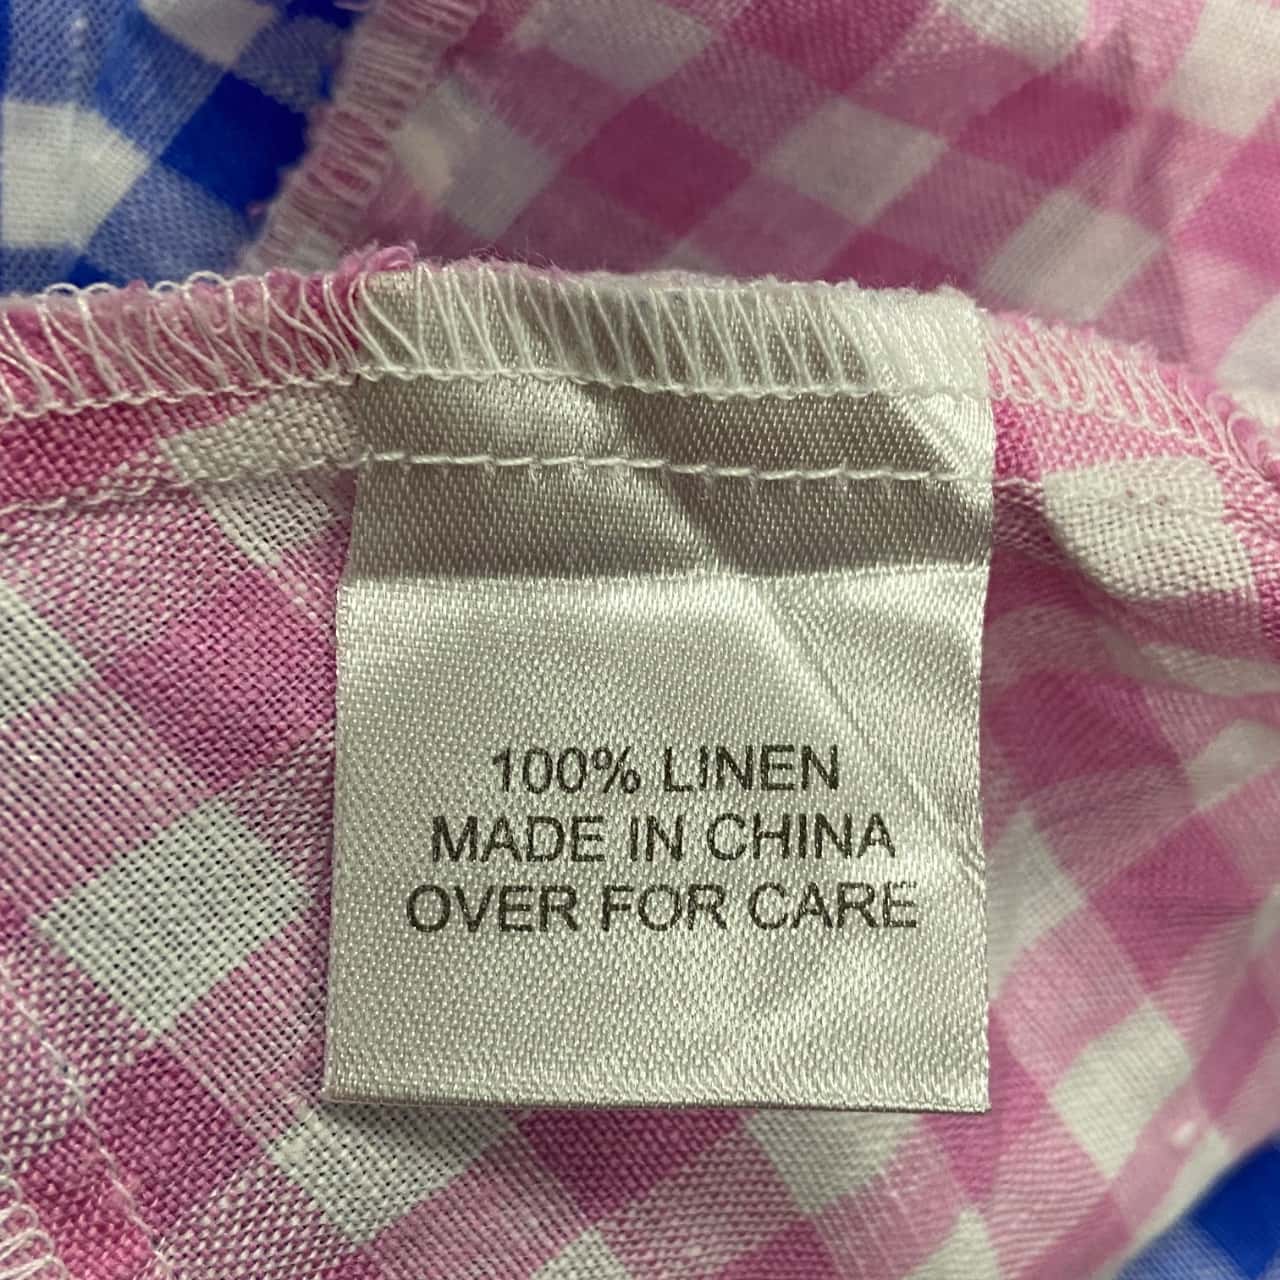 100% LINEN
MADE IN CHINA
OVER FOR CARE